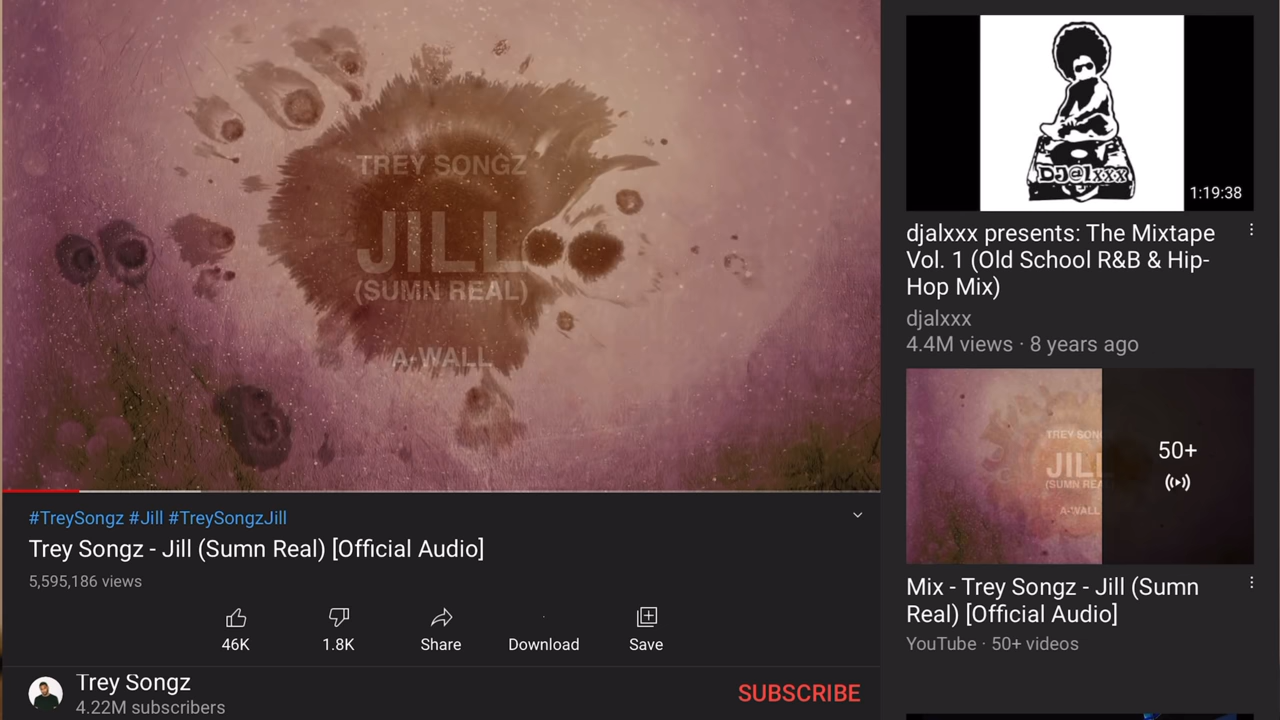 TREY SONGZ
JILL
(SUMN REAL)
A-WALL
#TreySongz #Jill #TreySongzJill
Trey Songz - Jill (Sumn Real) [Official Audio]
5,595,186 views
46K
1.8K
Share
Download
Save
Trey Songz
4.22M subscribers
SUBSCRIBE
DJ@lxxx
1:19:38
djalxxx presents: The Mixtape
Vol. 1 (Old School R&B & Hip-
Hop Mix)
djalxxx
4.4M views · 8 years ago
TREY SON
JILL
(SUMN REA
A-WALL
50+
Mix - Trey Songz - Jill (Sumn
Real) [Official Audio]
YouTube · 50+ videos